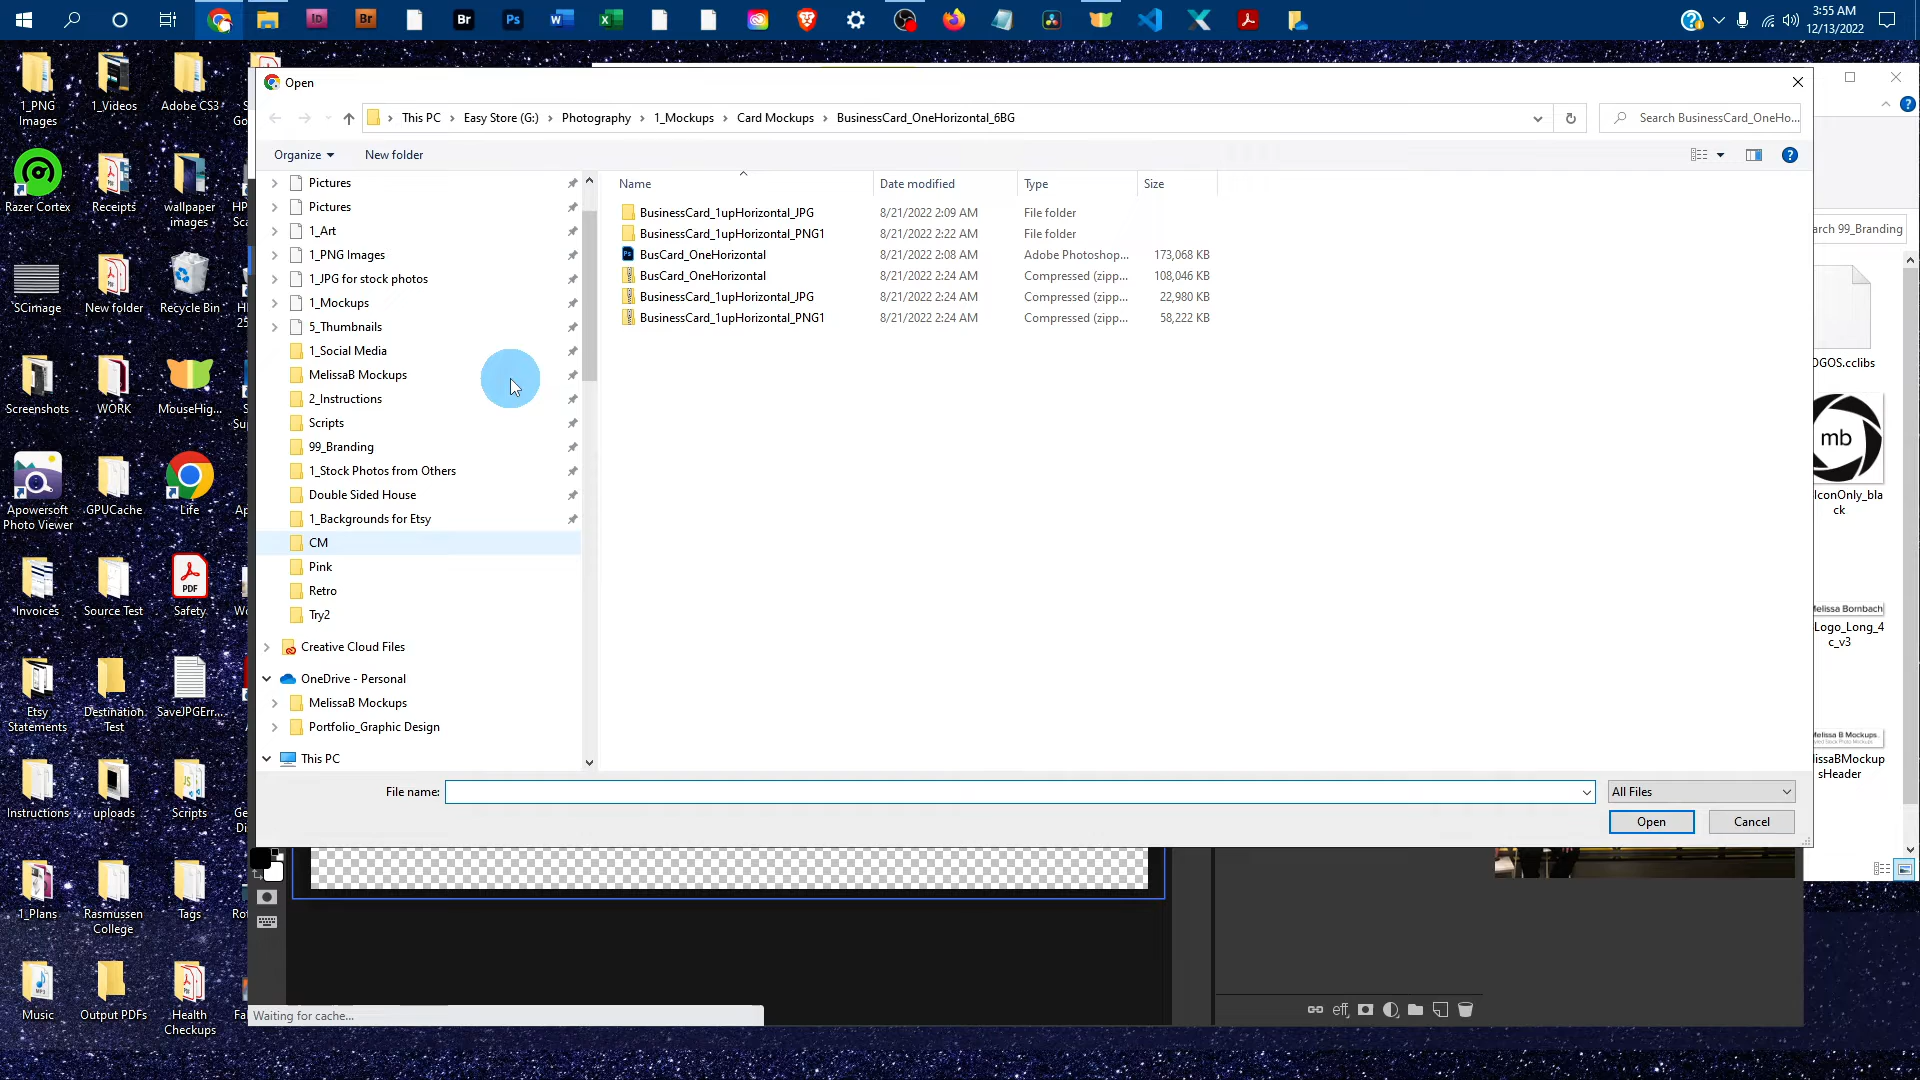 3:55 AM
12/13/2022
1_PNG Images
1_Videos
Adobe CS3
Razer Cortex
Receipts
wallpaper images
SCimage
New folder
Recycle Bin
Screenshots
WORK
MouseHig...
Apowersoft Photo Viewer
GPUCache
Life
Invoices
Source Test
Safety
Etsy Statements
Destination Test
SaveJPGErr...
Instructions
uploads
Scripts
1_Plans
Rasmussen College
Tags
Music
Output PDFs
Health Checkups
Open
This PC > Easy Store (G:) > Photography > 1_Mockups > Card Mockups > BusinessCard_OneHorizontal_6BG
Search BusinessCard_OneHo...
Organize
New folder
Pictures
Pictures
1_Art
1_PNG Images
1_JPG for stock photos
1_Mockups
5_Thumbnails
1_Social Media
MelissaB Mockups
2_Instructions
Scripts
99_Branding
1_Stock Photos from Others
Double Sided House
1_Backgrounds for Etsy
CM
Pink
Retro
Try2
Creative Cloud Files
OneDrive - Personal
MelissaB Mockups
Portfolio_Graphic Design
This PC
Name Date modified Type Size
BusinessCard_1upHorizontal_JPG 8/21/2022 2:09 AM File folder
BusinessCard_1upHorizontal_PNG1 8/21/2022 2:22 AM File folder
BusCard_OneHorizontal 8/21/2022 2:08 AM Adobe Photoshop... 173,068 KB
BusCard_OneHorizontal 8/21/2022 2:24 AM Compressed (zipp... 108,046 KB
BusinessCard_1upHorizontal_JPG 8/21/2022 2:24 AM Compressed (zipp... 22,980 KB
BusinessCard_1upHorizontal_PNG1 8/21/2022 2:24 AM Compressed (zipp... 58,222 KB
File name:
All Files
Open
Cancel
arch 99_Branding
OGOS.cclibs
mb
IconOnly_bla
ck
elissa Bornbach
Logo_Long_4
c_v3
elissa B Mockups
issaBMockup
sHeader
Waiting for cache...